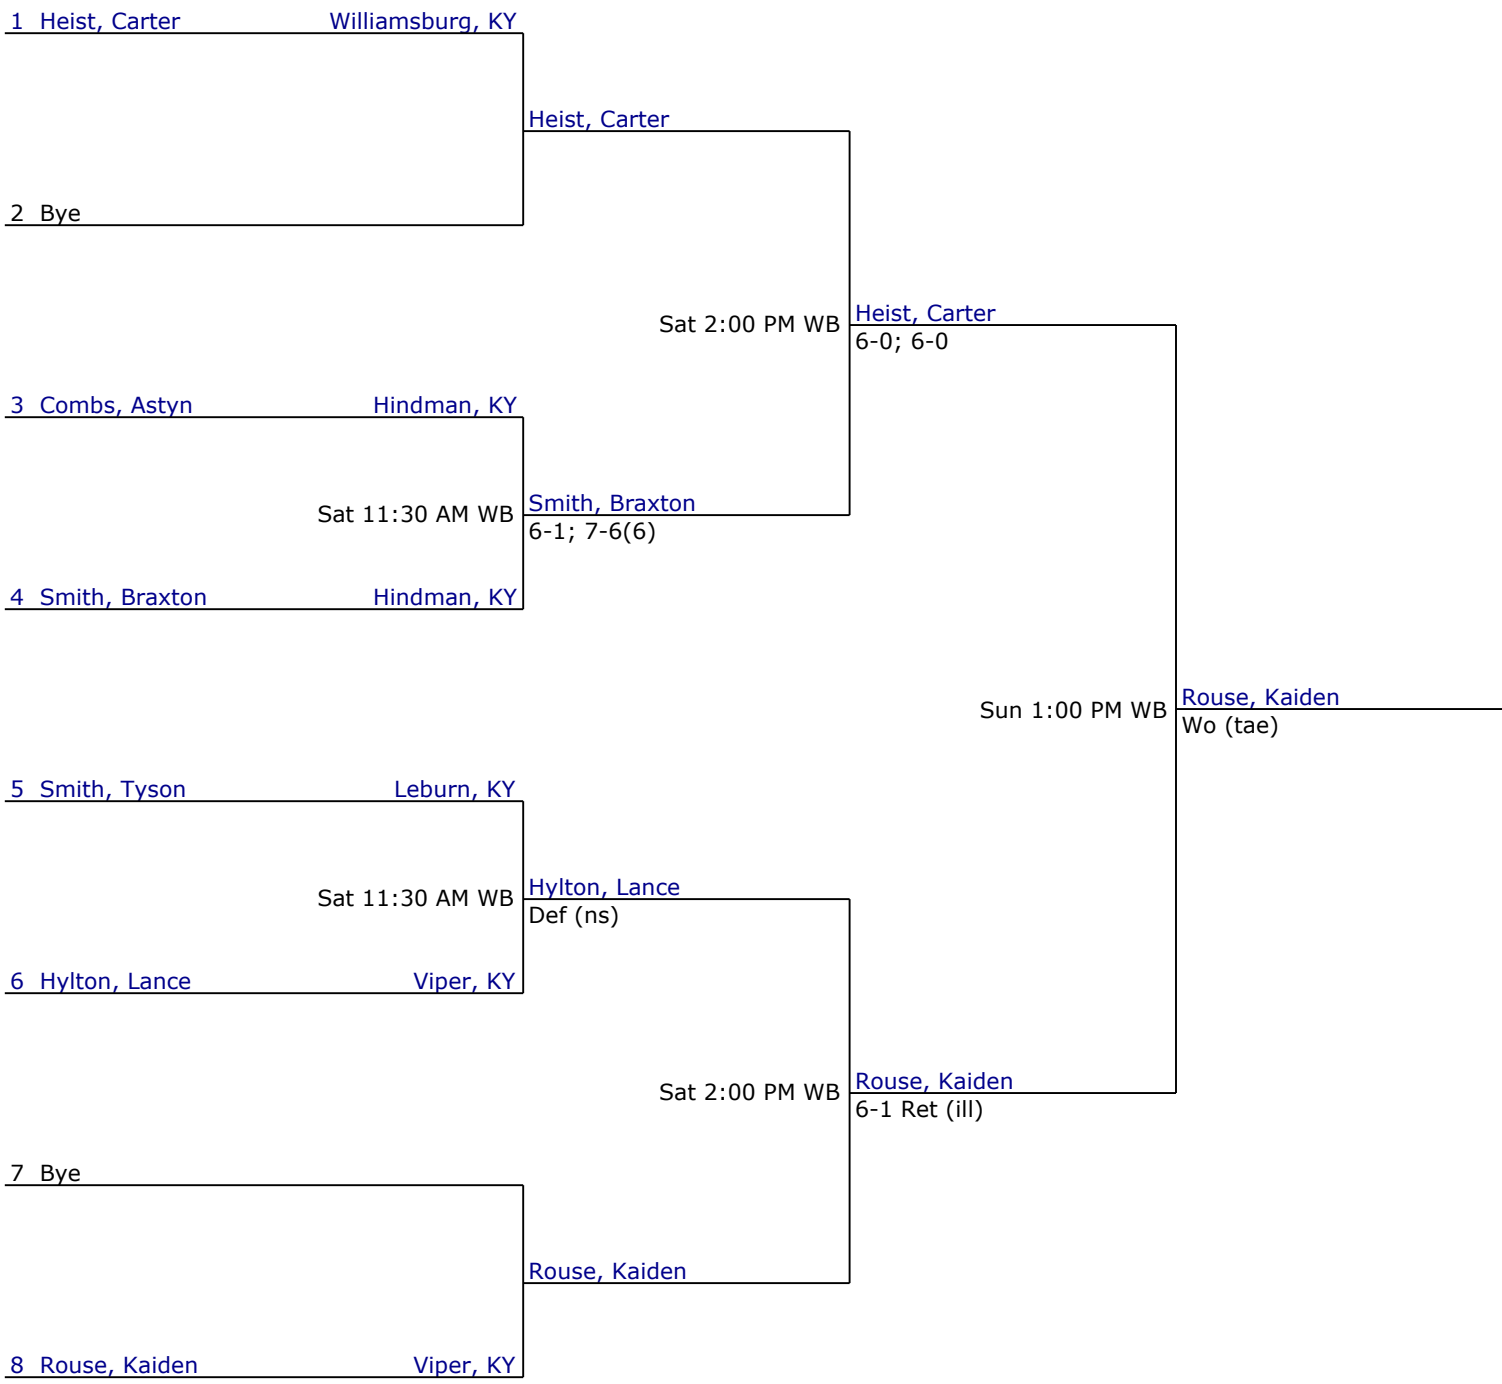 1 Heist, Carter Williamsburg, KY
Heist, Carter
2 Bye
Sat 2:00 PM WB Heist, Carter
6-0; 6-0
3 Combs, Astyn Hindman, KY
Sat 11:30 AM WB Smith, Braxton
6-1; 7-6(6)
4 Smith, Braxton Hindman, KY
Sun 1:00 PM WB Rouse, Kaiden
Wo (tae)
5 Smith, Tyson Leburn, KY
Sat 11:30 AM WB Hylton, Lance
Def (ns)
6 Hylton, Lance Viper, KY
Sat 2:00 PM WB Rouse, Kaiden
6-1 Ret (ill)
7 Bye
Rouse, Kaiden
8 Rouse, Kaiden Viper, KY